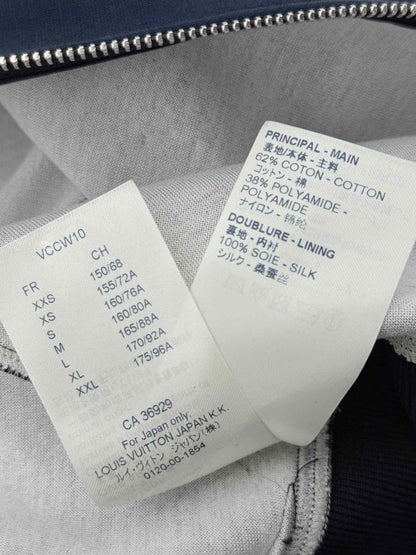 VCCW10
FR CH
XXS 150/68
XS 155/72A
S 160/76A
M 160/80A
L 165/88A
XL 170/92A
XXL 175/96A
CA 36929
For Japan only:
LOUIS VUITTON JAPAN K.K.
ルイ・ヴィトン ジャパン(株)
0120-00-1854
PRINCIPAL - MAIN
表地/本体 - 主料
62% COTON - COTTON
コットン - 棉
38% POLYAMIDE -
POLYAMIDE
ナイロン - 锦纶
DOUBLURE - LINING
裏地 - 内衬
100% SOIE - SILK
シルク - 桑蚕丝